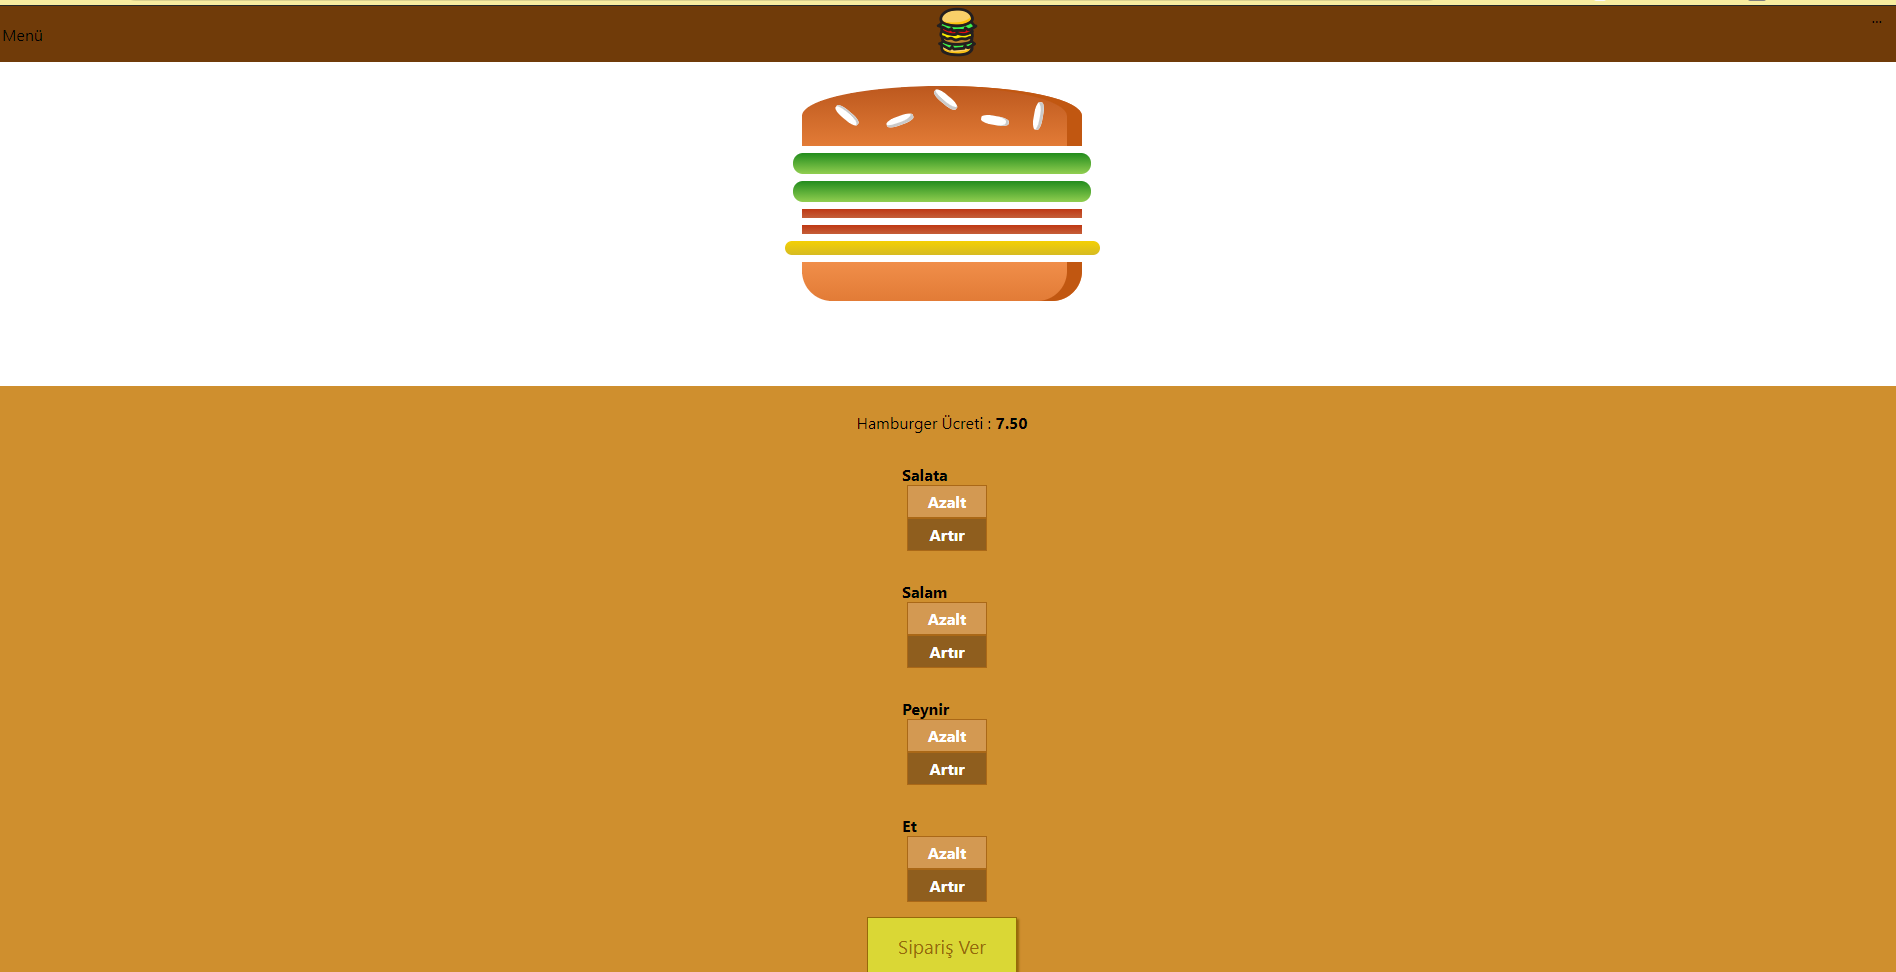 ...
Menü
Hamburger Ücreti : 7.50
Salata
Azalt
Artır
Salam
Azalt
Artır
Peynir
Azalt
Artır
Et
Azalt
Artır
Sipariş Ver